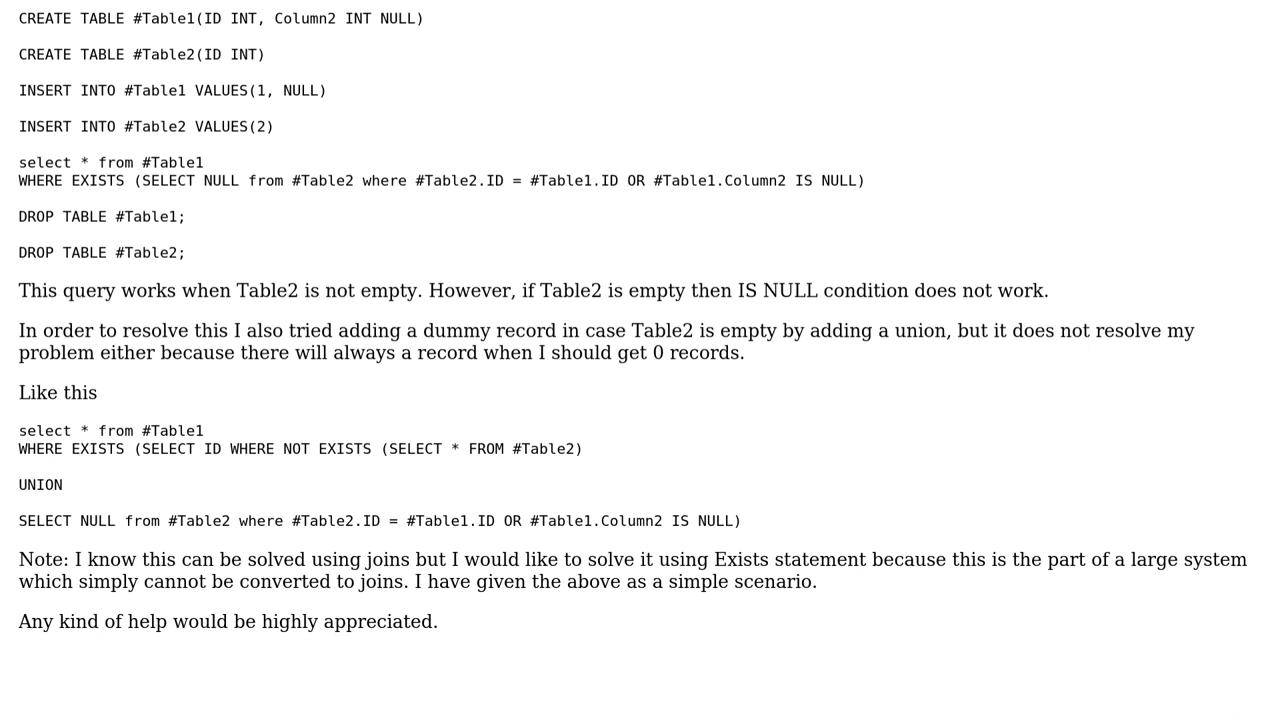 CREATE TABLE #Table1(ID INT, Column2 INT NULL)
CREATE TABLE #Table2(ID INT)
INSERT INTO #Table1 VALUES(1, NULL)
INSERT INTO #Table2 VALUES(2)
select * from #Table1
WHERE EXISTS (SELECT NULL from #Table2 where #Table2.ID = #Table1.ID OR #Table1.Column2 IS NULL)
DROP TABLE #Table1;
DROP TABLE #Table2;
This query works when Table2 is not empty. However, if Table2 is empty then IS NULL condition does not work.
In order to resolve this I also tried adding a dummy record in case Table2 is empty by adding a union, but it does not resolve my
problem either because there will always a record when I should get 0 records.
Like this
select * from #Table1
WHERE EXISTS (SELECT ID WHERE NOT EXISTS (SELECT * FROM #Table2)
UNION
SELECT NULL from #Table2 where #Table2.ID = #Table1.ID OR #Table1.Column2 IS NULL)
Note: I know this can be solved using joins but I would like to solve it using Exists statement because this is the part of a large system
which simply cannot be converted to joins. I have given the above as a simple scenario.
Any kind of help would be highly appreciated.